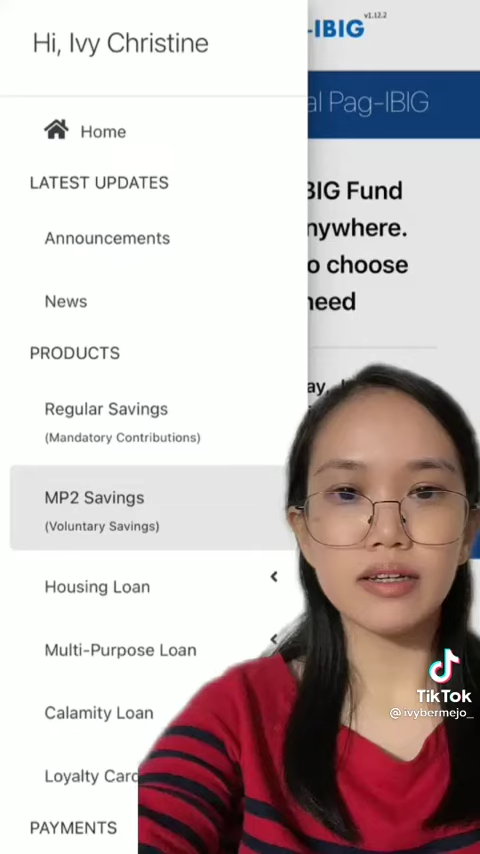 Hi, Ivy Christine
-IBIG
v1.12.2
al Pag-IBIG
Home
LATEST UPDATES
Announcements
News
PRODUCTS
Regular Savings
(Mandatory Contributions)
MP2 Savings
(Voluntary Savings)
Housing Loan
Multi-Purpose Loan
Calamity Loan
Loyalty Card
PAYMENTS
BIG Fund
nywhere.
o choose
need
ay,
TikTok
@ivybermejo_